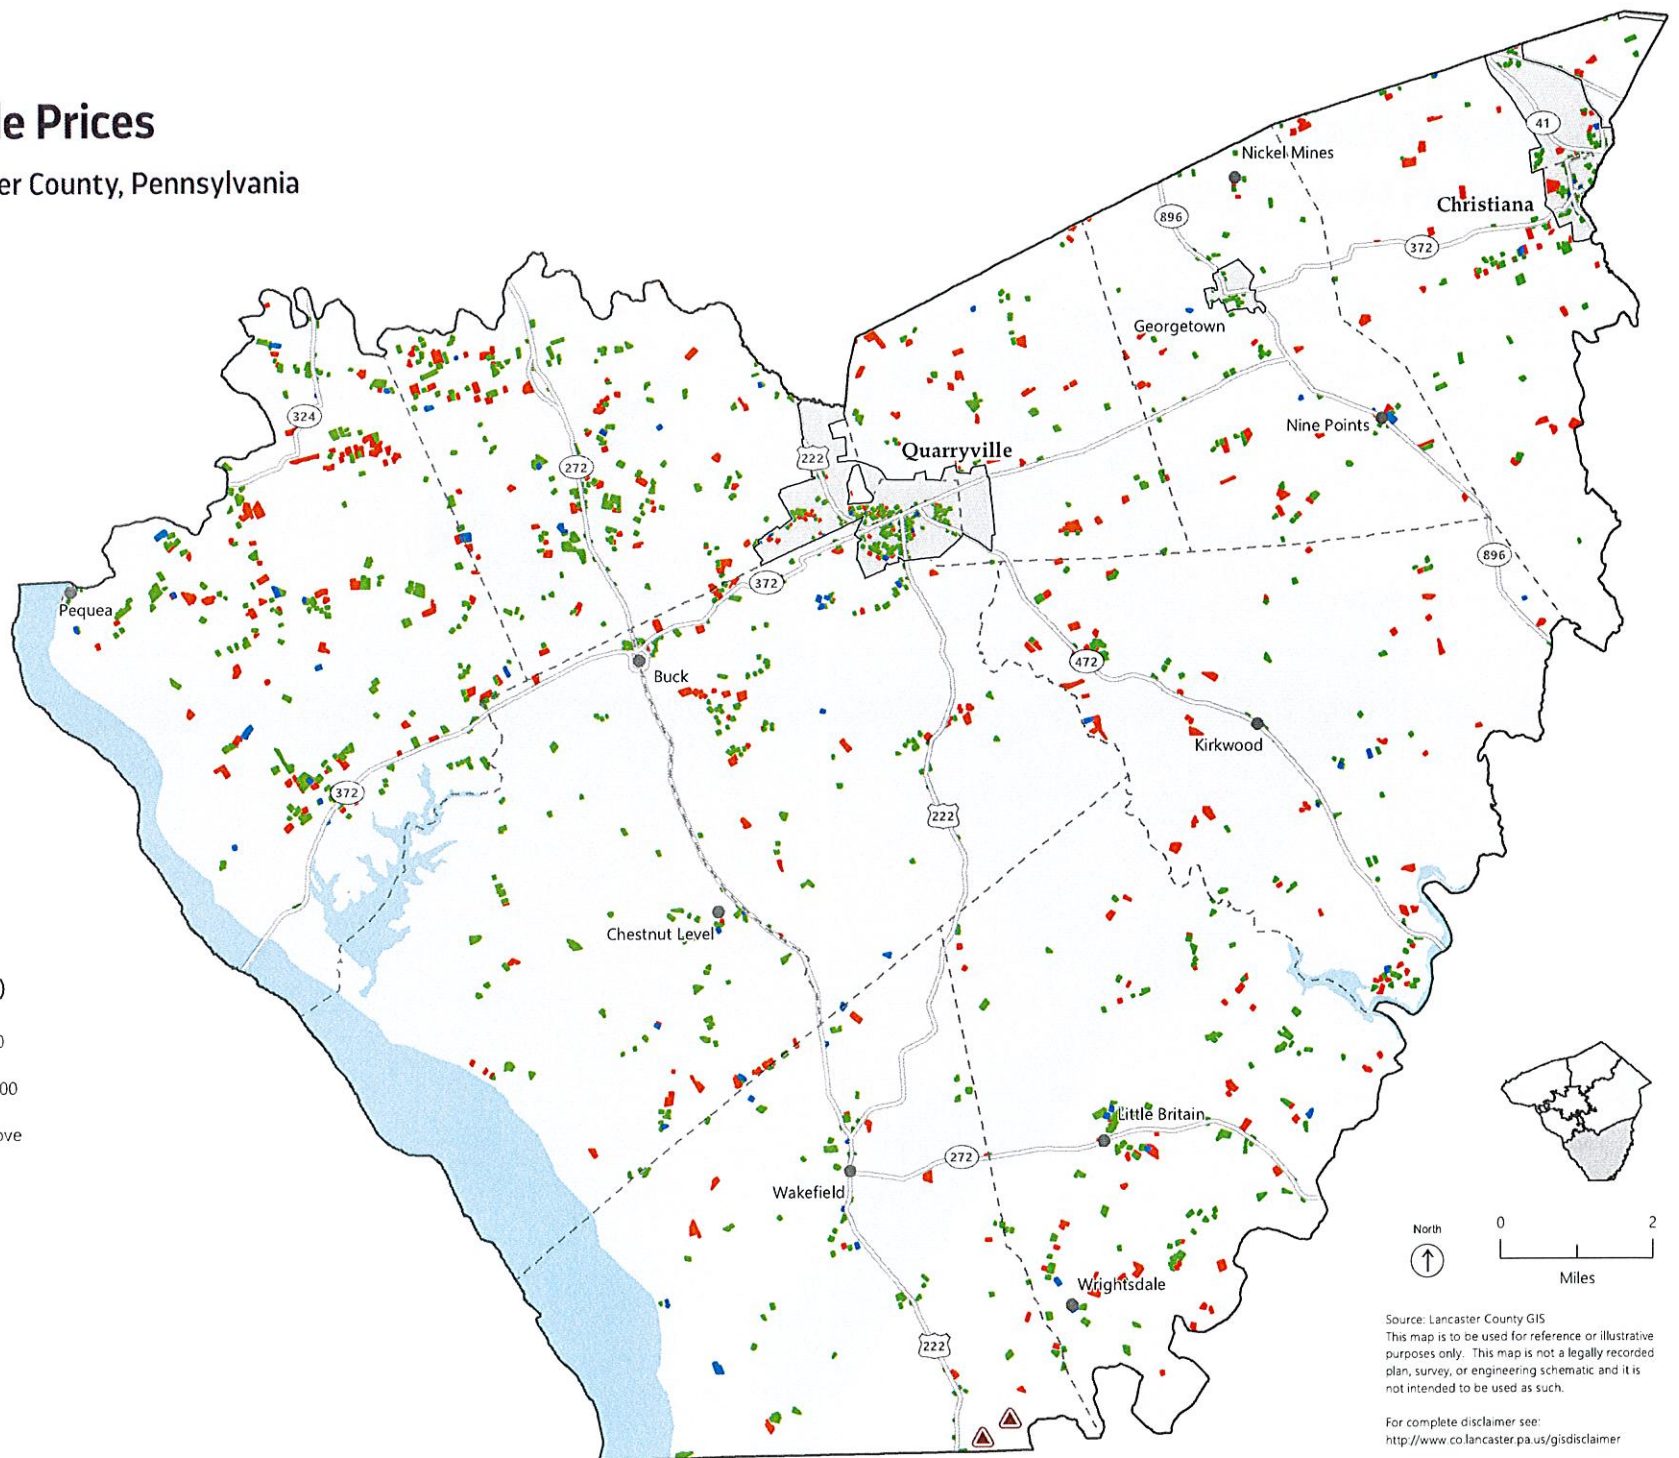 le Prices
er County, Pennsylvania
41
Nickel Mines
Christiana
896
372
Georgetown
324
Nine Points
222
Quarryville
272
896
372
Pequea
472
Buck
Kirkwood
372
222
Chestnut Level
)
0
00
ove
Little Britain
272
Wakefield
North
0 2
Miles
Wrightsdale
222
Source: Lancaster County GIS
This map is to be used for reference or illustrative
purposes only. This map is not a legally recorded
plan, survey, or engineering schematic and it is
not intended to be used as such.
For complete disclaimer see:
http://www.co.lancaster.pa.us/gisdisclaimer